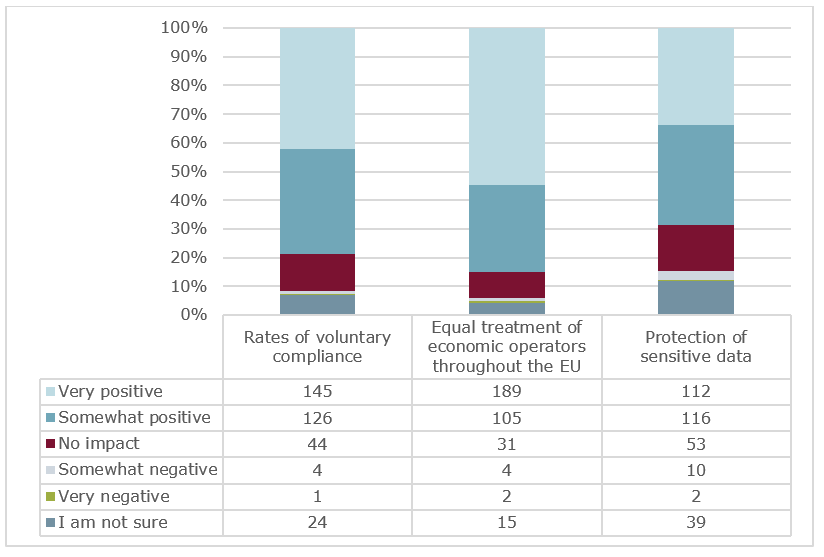 100%
90%
80%
70%
60%
50%
40%
30%
20%
10%
0%
Rates of voluntary
compliance
Equal treatment of
economic operators
throughout the EU
Protection of
sensitive data
Very positive 145 189 112
Somewhat positive 126 105 116
No impact 44 31 53
Somewhat negative 4 4 10
Very negative 1 2 2
I am not sure 24 15 39